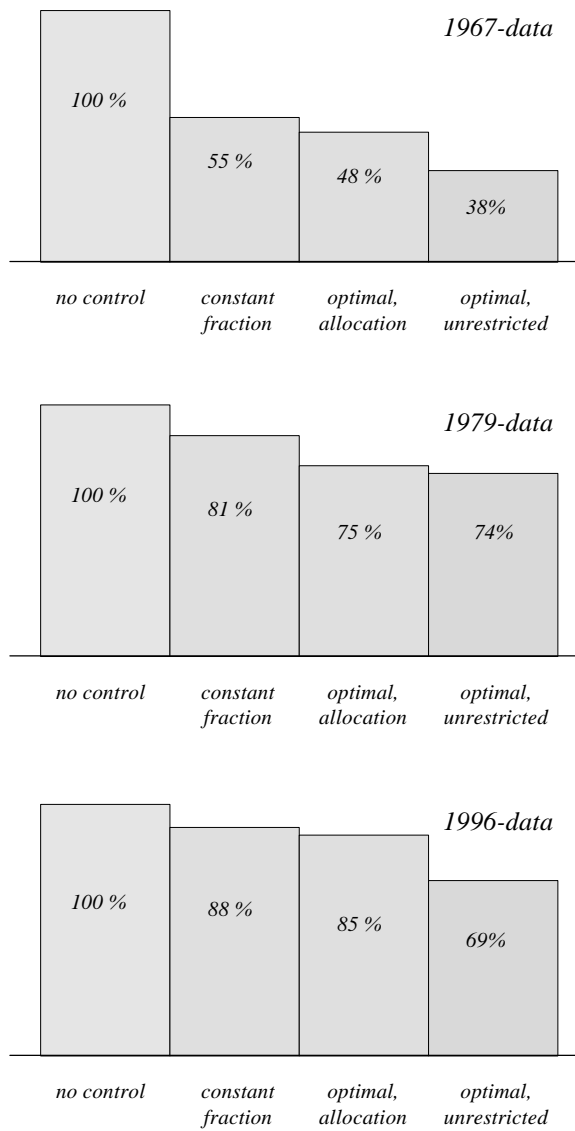 1967-data
100 %
55 %
48 %
38%
no control constant optimal, optimal,
fraction allocation unrestricted
1979-data
100 %
81 %
75 %
74%
no control constant optimal, optimal,
fraction allocation unrestricted
1996-data
100 %
88 %
85 %
69%
no control constant optimal, optimal,
fraction allocation unrestricted